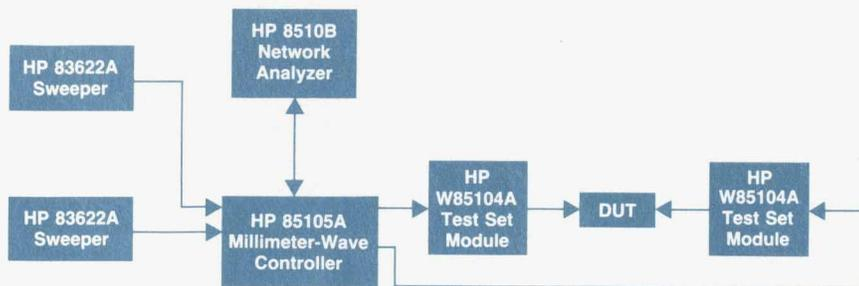 HP 8510B
Network
Analyzer
HP 83622A
Sweeper
HP 83622A
Sweeper
HP 85105A
Millimeter-Wave
Controller
HP
W85104A
Test Set
Module
DUT
HP
W85104A
Test Set
Module